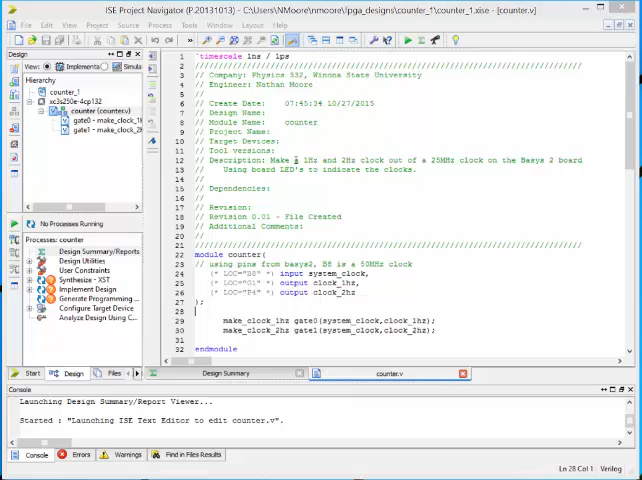 ISE Project Navigator (P.20131013) - C:\Users\NMoore\nmoore\fpga_designs\counter_1\counter_1.xise - [counter.v]
File Edit View Project Source Process Tools Window Layout Help
Design
View: Implementa Simula
Hierarchy
counter_1
xc3s250e-4cp132
counter (counter.v)
gate0 - make_clock_1
gate1 - make_clock_2
No Processes Running
Processes: counter
Design Summary/Reports
Design Utilities
User Constraints
Synthesize - XST
Implement Design
Generate Programming ...
Configure Target Device
Analyze Design Using C...
Start Design Files
1 `timescale 1ns / 1ps
2 //////////////////////////////////////////////////////////////////////////////////
3 // Company: Physics 332, Winona State University
4 // Engineer: Nathan Moore
5 //
6 // Create Date: 07:45:34 10/27/2015
7 // Design Name:
8 // Module Name: counter
9 // Project Name:
10 // Target Devices:
11 // Tool versions:
12 // Description: Make a 1Hz and 2Hz clock out of a 25MHz clock on the Basys 2 board
13 // Using board LED's to indicate the clocks.
14 //
15 // Dependencies:
16 //
17 // Revision:
18 // Revision 0.01 - File Created
19 // Additional Comments:
20 //
21 //////////////////////////////////////////////////////////////////////////////////
22 module counter(
23 // using pins from basys2, B8 is a 50MHz clock
24 (* LOC="B8" *) input system_clock,
25 (* LOC="G1" *) output clock_1hz,
26 (* LOC="P4" *) output clock_2hz
27 );
28
29 make_clock_1hz gate0(system_clock,clock_1hz);
30 make_clock_2hz gate1(system_clock,clock_2hz);
31
32 endmodule
Design Summary counter.v
Console
Launching Design Summary/Report Viewer...
Started : "Launching ISE Text Editor to edit counter.v".
Console Errors Warnings Find in Files Results
Ln 28 Col 1 Verilog